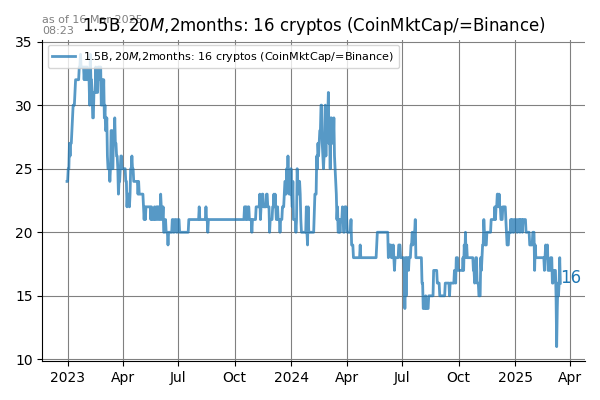 as of 16 Mar 2025
08:23
1.5B, 20M,2months: 16 cryptos (CoinMktCap/=Binance)
1.5B, 20M,2months: 16 cryptos (CoinMktCap/=Binance)
35
30
25
20
15
10
16
2023 Apr Jul Oct 2024 Apr Jul Oct 2025 Apr